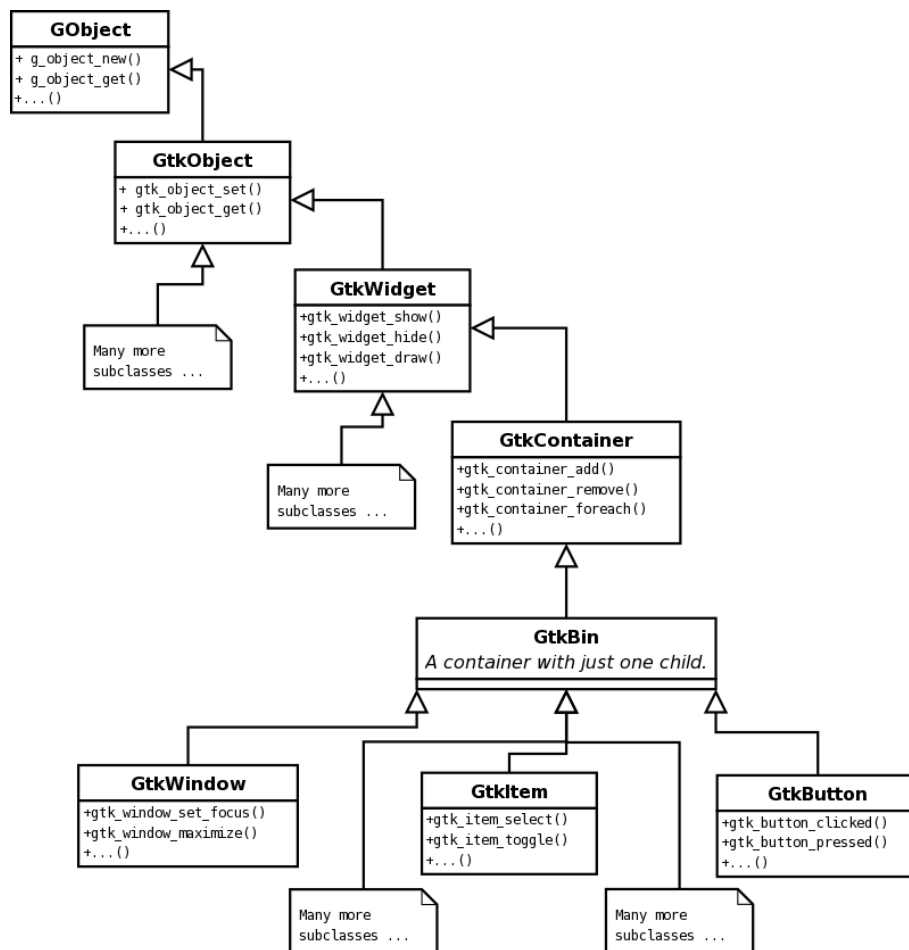 GObject
+ g_object_new()
+ g_object_get()
+...()
GtkObject
+ gtk_object_set()
+ gtk_object_get()
+...()
GtkWidget
+gtk_widget_show()
+gtk_widget_hide()
+gtk_widget_draw()
+...()
Many more
subclasses ...
GtkContainer
+gtk_container_add()
+gtk_container_remove()
+gtk_container_foreach()
+...()
Many more
subclasses ...
GtkBin
A container with just one child.
GtkWindow
+gtk_window_set_focus()
+gtk_window_maximize()
+...()
GtkItem
+gtk_item_select()
+gtk_item_toggle()
+...()
GtkButton
+gtk_button_clicked()
+gtk_button_pressed()
+...()
Many more
subclasses ...
Many more
subclasses ...